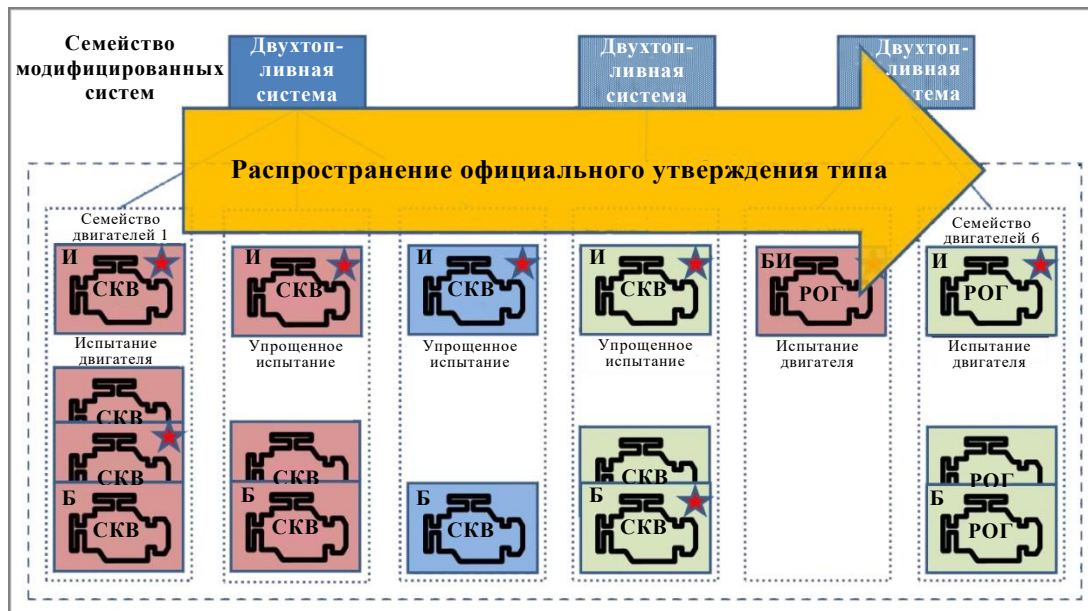 Семейство
модифицированных
систем
Двухтоп-
ливная
система
Двухтоп-
ливная
система
Двухтоп-
ливная
тема
Распространение официального утверждения типа
Семейство
двигателей 1
И
СКВ
Испытание
двигателя
СКВ
СКВ
Б
СКВ
И
СКВ
Упрощенное
испытание
СКВ
Б
СКВ
И
СКВ
Упрощенное
испытание
Б
СКВ
И
СКВ
Упрощенное
испытание
СКВ
Б
СКВ
БИ
РОГ
Испытание
двигателя
Семейство
двигателей 6
И
РОГ
Испытание
двигателя
РОГ
Б
РОГ